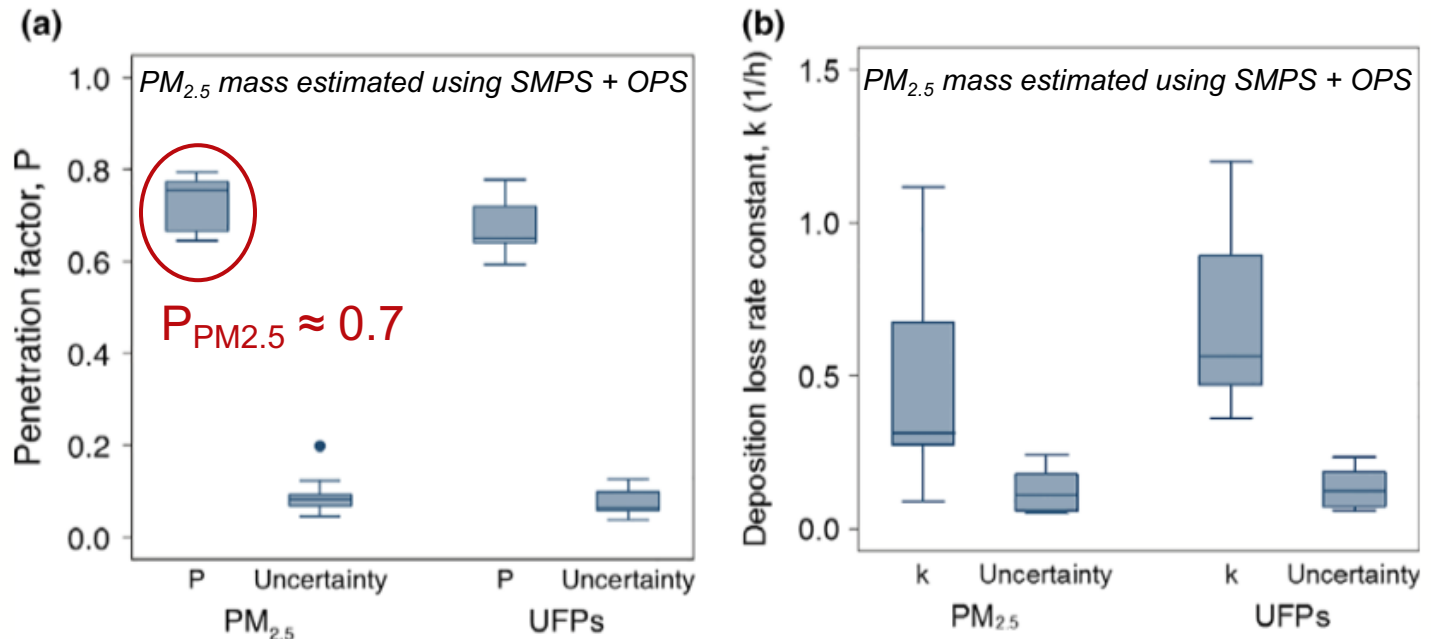 (a)
PM2.5 mass estimated using SMPS + OPS
Penetration factor, P
1.0
0.8
0.6
0.4
0.2
0.0
PPM2.5 ≈ 0.7
P Uncertainty P Uncertainty
PM2.5 UFPs
(b)
PM2.5 mass estimated using SMPS + OPS
Deposition loss rate constant, k (1/h)
1.5
1.0
0.5
0.0
k Uncertainty k Uncertainty
PM2.5 UFPs